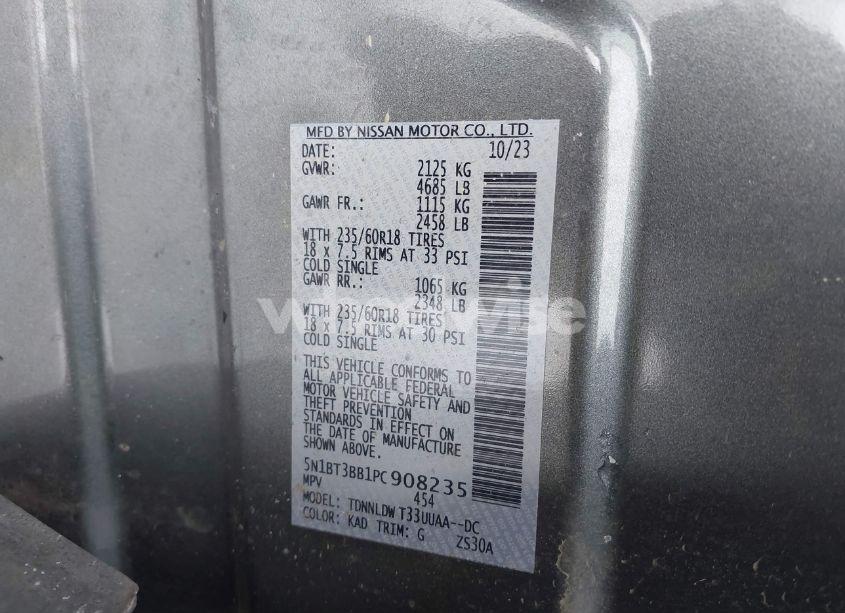 MFD BY NISSAN MOTOR CO., LTD.
DATE: 10/23
GVWR: 2125 KG
4685 LB
GAWR FR.: 1115 KG
2458 LB
WITH 235/60R18 TIRES
18 x 7.5 RIMS AT 33 PSI
COLD SINGLE
GAWR RR.: 1065 KG
2348 LB
WITH 235/60R18 TIRES
18 x 7.5 RIMS AT 30 PSI
COLD SINGLE
THIS VEHICLE CONFORMS TO
ALL APPLICABLE FEDERAL
MOTOR VEHICLE SAFETY AND
THEFT PREVENTION
STANDARDS IN EFFECT ON
THE DATE OF MANUFACTURE
SHOWN ABOVE.
5N1BT3BB1PC908235
MPV 454
MODEL: TDNNLDW T33UUAA--DC
COLOR: KAD TRIM: G ZS30A